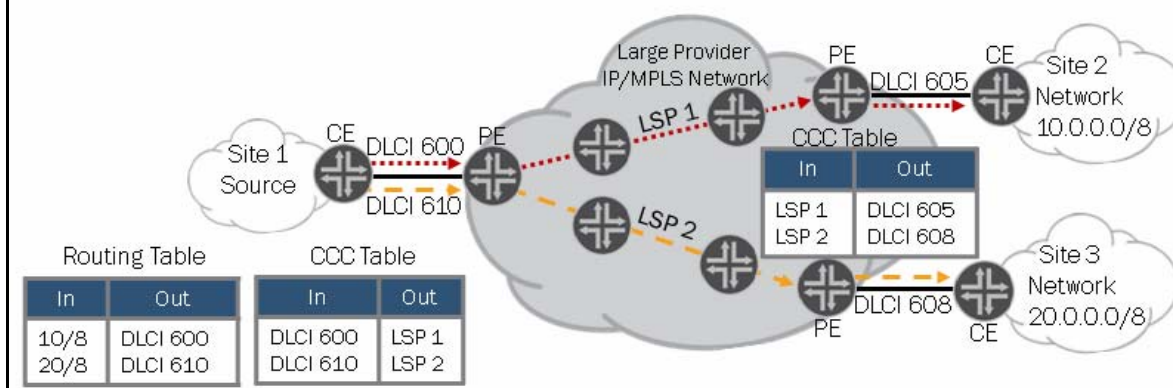 Large Provider
IP/MPLS Network
PE
CE
DLCI 605
Site 2
Network
10.0.0.0/8
LSP 1
CE
DLCI 600
PE
Site 1
Source
DLCI 610
CCC Table
In Out
LSP 1 DLCI 605
LSP 2 DLCI 608
LSP 2
Site 3
Network
20.0.0.0/8
DLCI 608
PE
CE
Routing Table
In Out
10/8 DLCI 600
20/8 DLCI 610
CCC Table
In Out
DLCI 600 LSP 1
DLCI 610 LSP 2